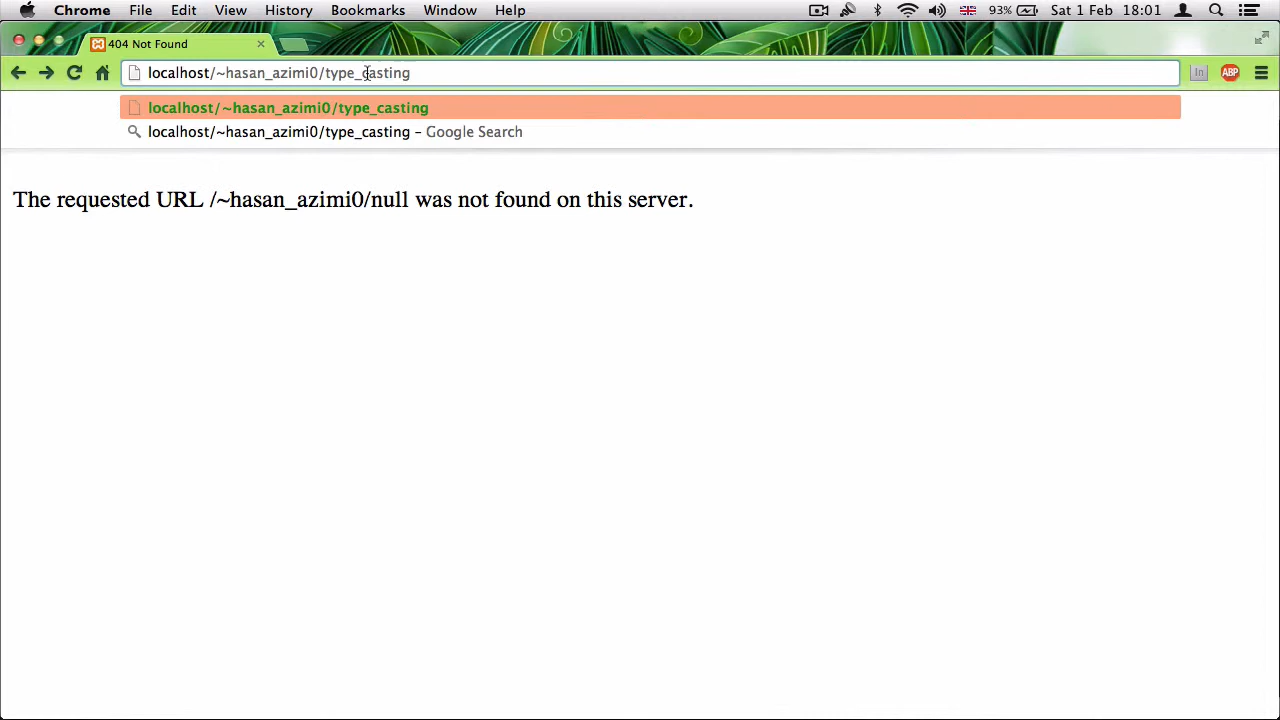 Chrome File Edit View History Bookmarks Window Help 93% Sat 1 Feb 18:01
404 Not Found
localhost/~hasan_azimi0/type_casting In ABP
localhost/~hasan_azimi0/type_casting
localhost/~hasan_azimi0/type_casting – Google Search
The requested URL /~hasan_azimi0/null was not found on this server.